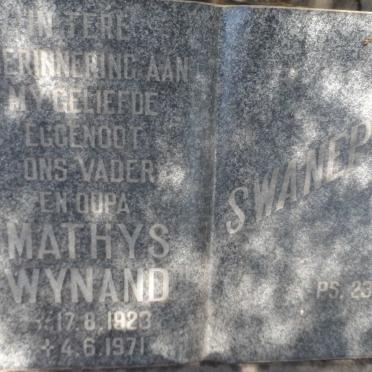 IN TERE
ERINNERING AAN
MY GELIEFDE
EGGENOOT
ONS VADER
EN OUPA
MATHYS
WYNAND
17.8.1923
4.6.1971
SWANEP
PS. 23